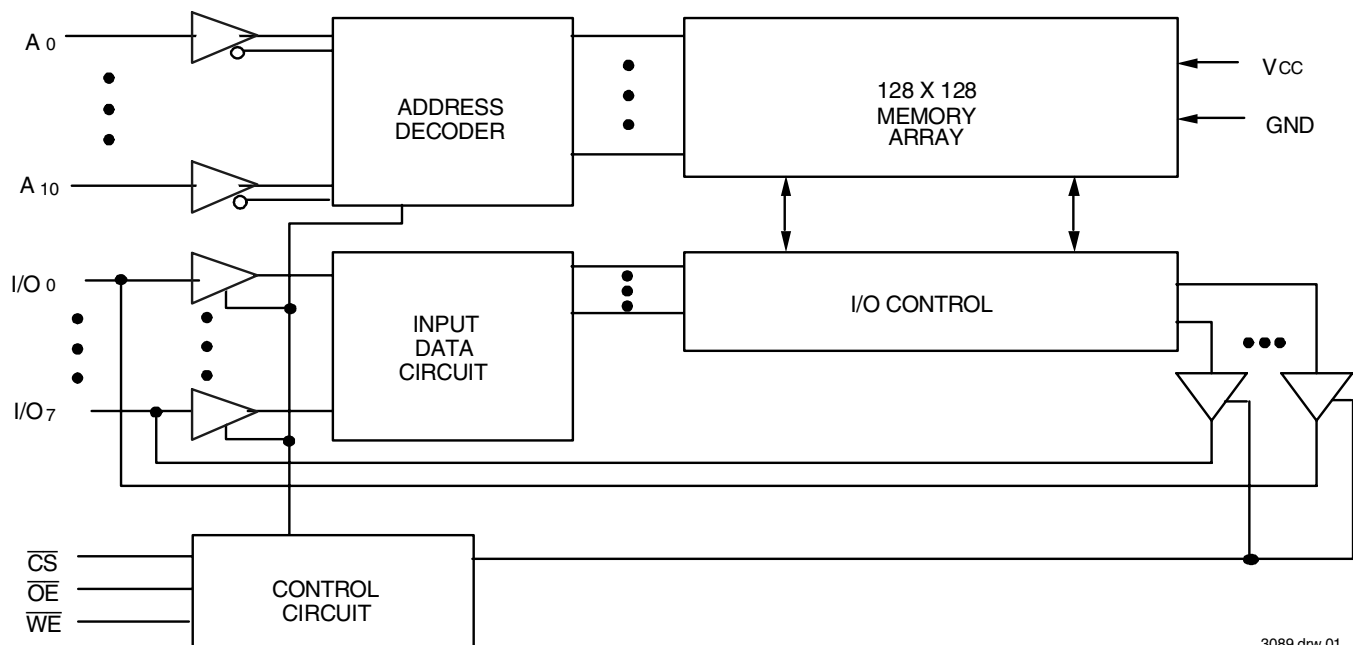 A 0
ADDRESS
DECODER
128 X 128
MEMORY
ARRAY
VCC
GND
A 10
I/O 0
INPUT
DATA
CIRCUIT
I/O CONTROL
I/O 7
CS
OE
WE
CONTROL
CIRCUIT
3089 drw 01